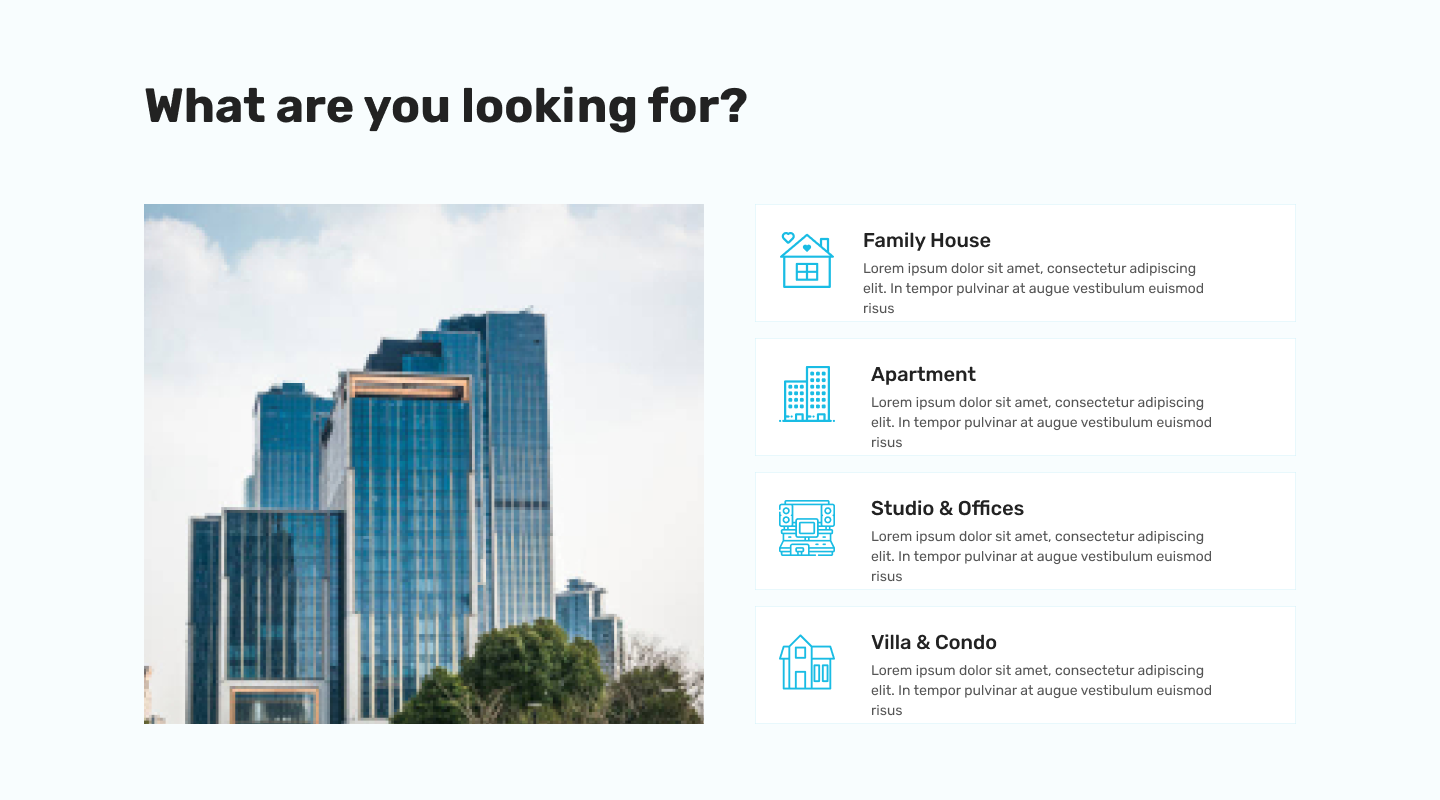 What are you looking for?
Family House
Lorem ipsum dolor sit amet, consectetur adipiscing
elit. In tempor pulvinar at augue vestibulum euismod
risus
Apartment
Lorem ipsum dolor sit amet, consectetur adipiscing
elit. In tempor pulvinar at augue vestibulum euismod
risus
Studio & Offices
Lorem ipsum dolor sit amet, consectetur adipiscing
elit. In tempor pulvinar at augue vestibulum euismod
risus
Villa & Condo
Lorem ipsum dolor sit amet, consectetur adipiscing
elit. In tempor pulvinar at augue vestibulum euismod
risus